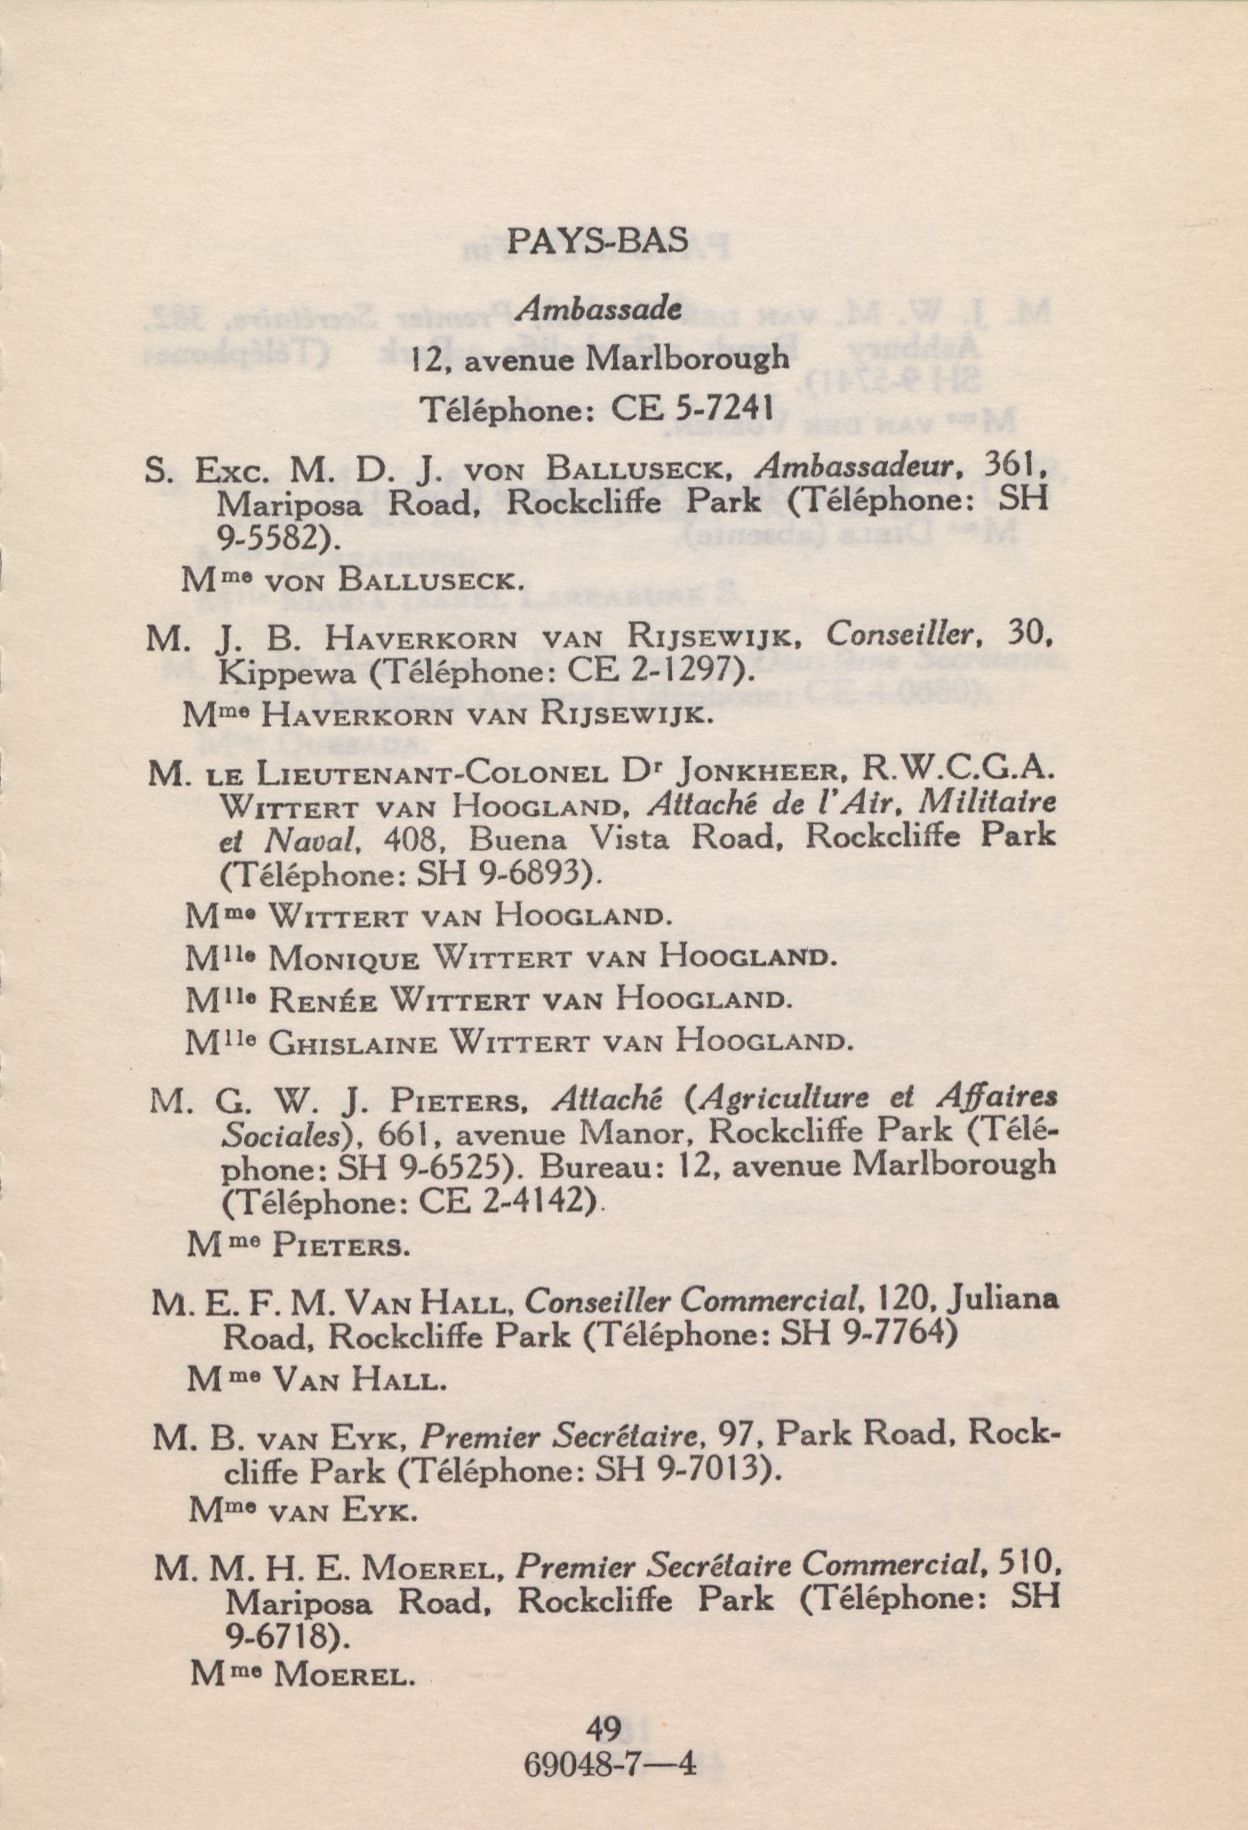 PAYS-BAS
Ambassade
12, avenue Marlborough
Téléphone: CE 5-7241
S. Exc. M. D. J. von Balluseck, Ambassadeur, 361,
Mariposa Road, Rockcliffe Park (Téléphone: SH
9-5582).
Mme von Balluseck.
M. J. B. Haverkorn van Rijsewijk, Conseiller, 30,
Kippewa (Téléphone: CE 2-1297).
Mme Haverkorn van Rijsewijk.
M. le Lieutenant-Colonel Dr Jonkheer, R.W.C.G.A.
Wittert van Hoogland, Attaché de l'Air, Militaire
et Naval, 408, Buena Vista Road, Rockcliffe Park
(Téléphone: SH 9-6893).
Mme Wittert van Hoogland.
Mlle Monique Wittert van Hoogland.
Mlle Renée Wittert van Hoogland.
Mlle Ghislaine Wittert van Hoogland.
M. G. W. J. Pieters, Attaché (Agriculture et Affaires
Sociales), 661, avenue Manor, Rockcliffe Park (Télé-
phone: SH 9-6525). Bureau: 12, avenue Marlborough
(Téléphone: CE 2-4142).
Mme Pieters.
M. E. F. M. Van Hall, Conseiller Commercial, 120, Juliana
Road, Rockcliffe Park (Téléphone: SH 9-7764)
Mme Van Hall.
M. B. van Eyk, Premier Secrétaire, 97, Park Road, Rock-
cliffe Park (Téléphone: SH 9-7013).
Mme van Eyk.
M. M. H. E. Moerel, Premier Secrétaire Commercial, 510,
Mariposa Road, Rockcliffe Park (Téléphone: SH
9-6718).
Mme Moerel.
49
69048-7—4